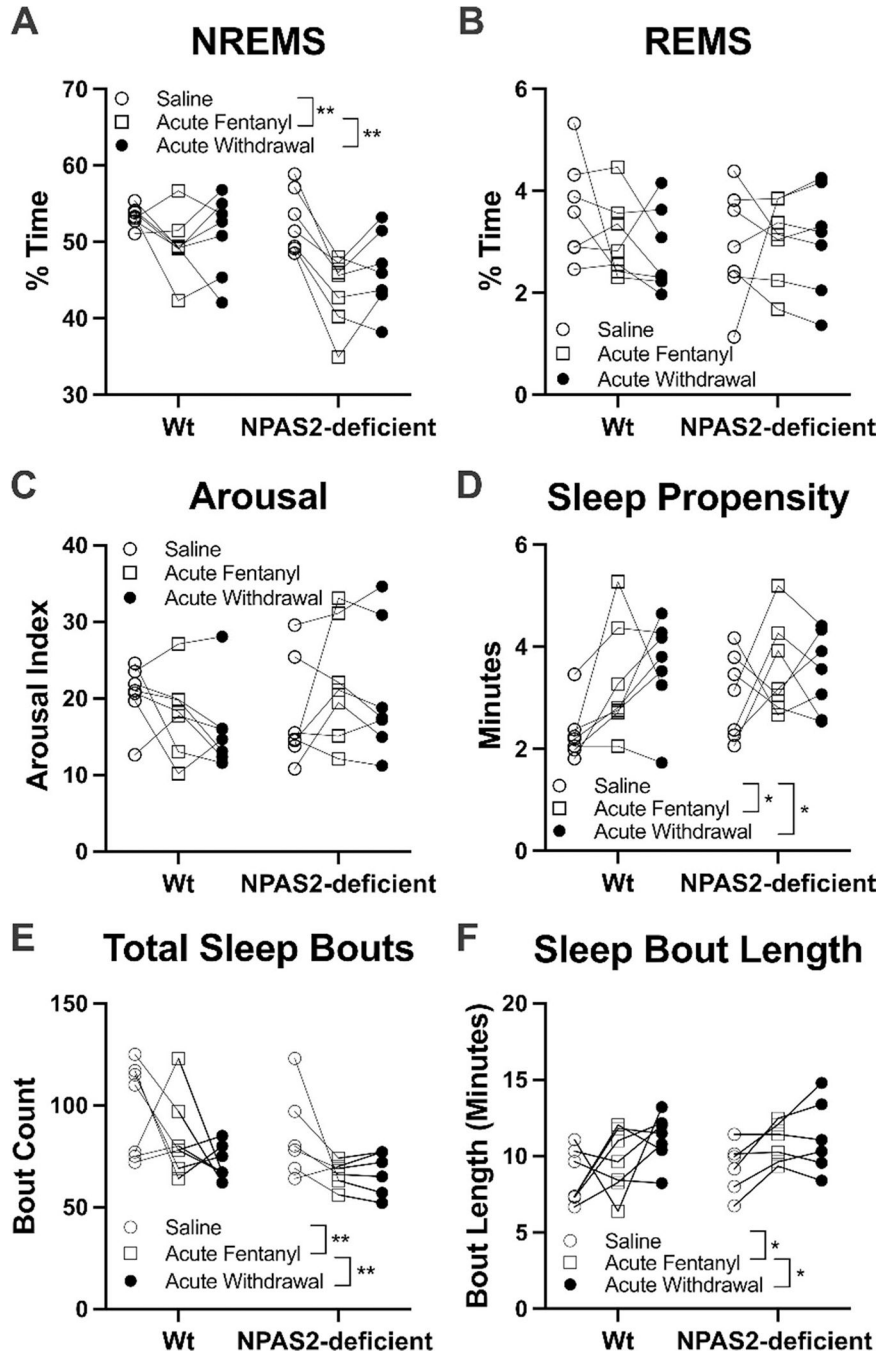 A
NREMS
% Time
70
60
50
40
30
Saline
Acute Fentanyl
Acute Withdrawal
**
**
Wt
NPAS2-deficient
B
REMS
% Time
6
4
2
0
Saline
Acute Fentanyl
Acute Withdrawal
Wt
NPAS2-deficient
C
Arousal
Arousal Index
40
30
20
10
0
Saline
Acute Fentanyl
Acute Withdrawal
Wt
NPAS2-deficient
D
Sleep Propensity
Minutes
6
4
2
0
Saline
Acute Fentanyl
Acute Withdrawal
*
*
Wt
NPAS2-deficient
E
Total Sleep Bouts
Bout Count
150
100
50
0
Saline
Acute Fentanyl
Acute Withdrawal
**
**
Wt
NPAS2-deficient
F
Sleep Bout Length
Bout Length (Minutes)
20
15
10
5
0
Saline
Acute Fentanyl
Acute Withdrawal
*
*
Wt
NPAS2-deficient